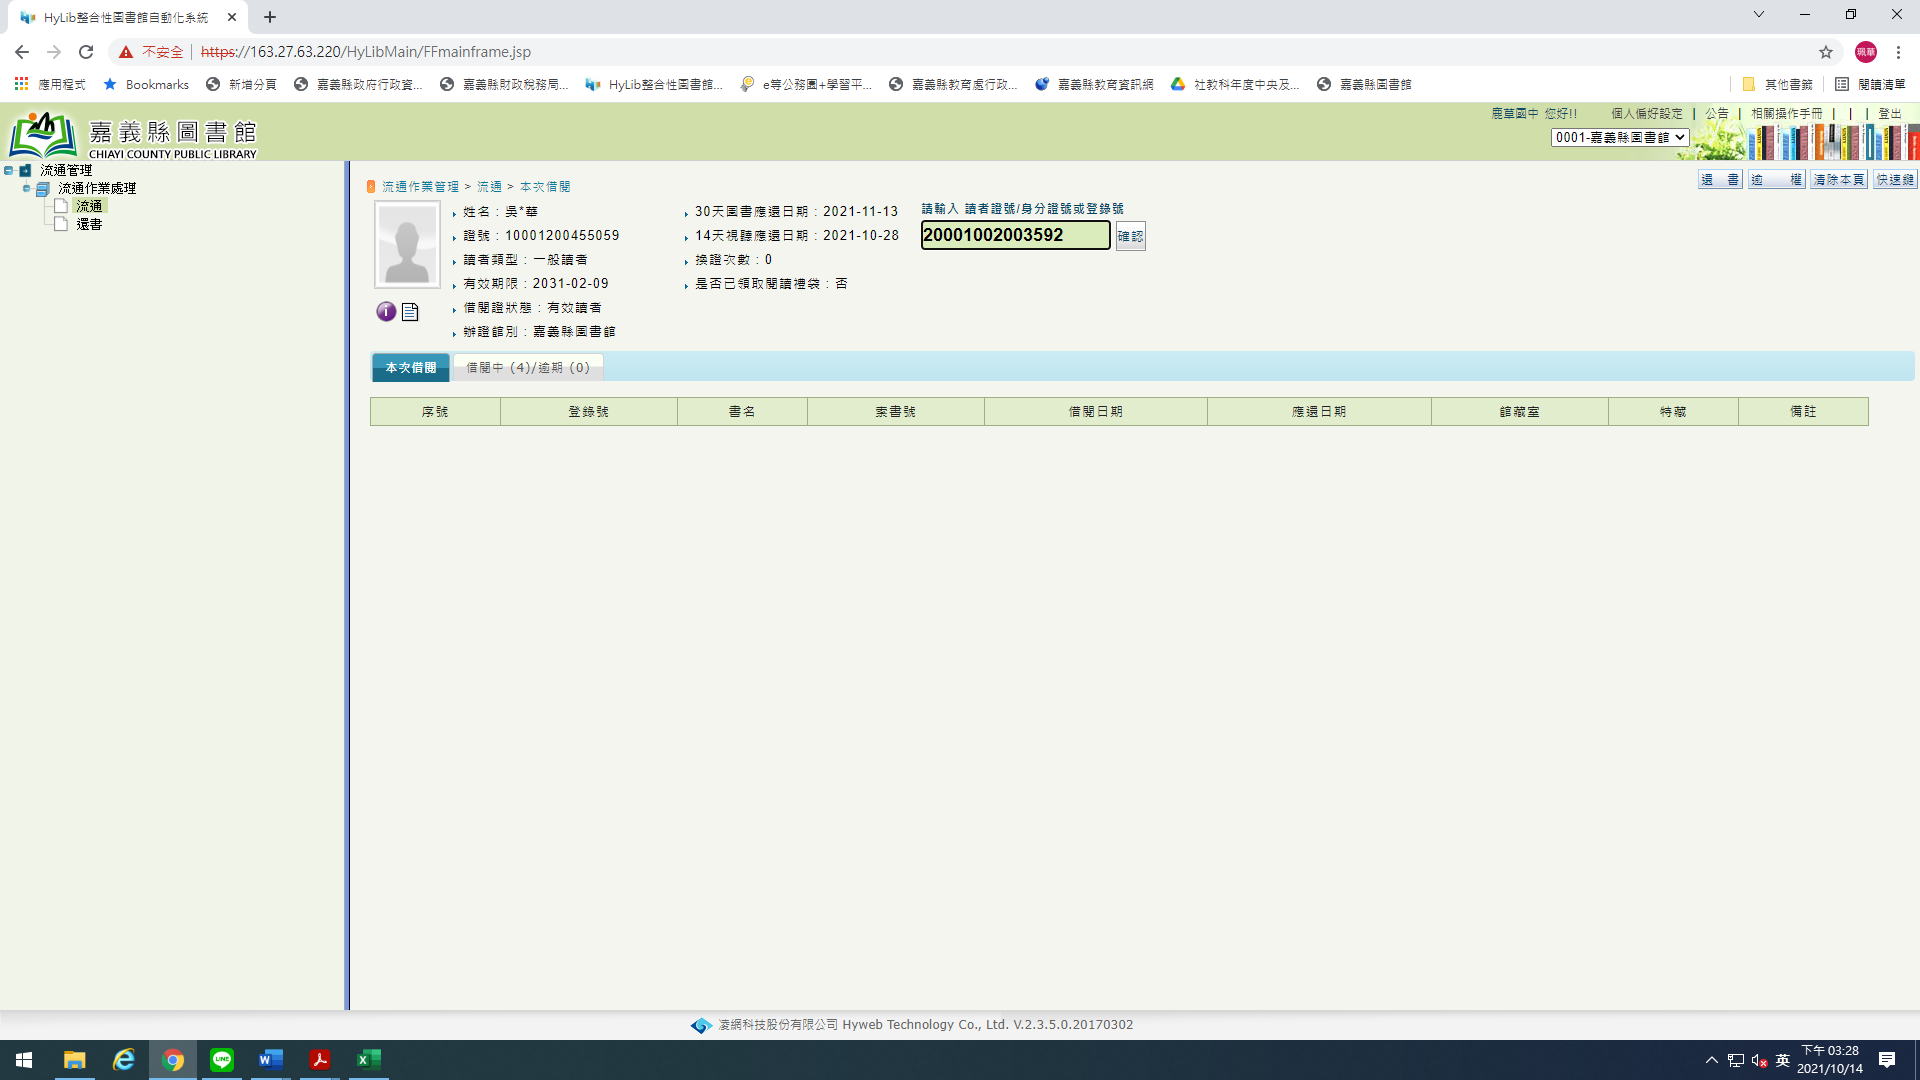 HyLib整合性圖書館自動化系統
不安全 https://163.27.63.220/HyLibMain/FFmainframe.jsp
應用程式 Bookmarks 新增分頁 嘉義縣政府行政資... 嘉義縣財政稅務局... HyLib整合性圖書館... e等公務園+學習平... 嘉義縣教育處行政... 嘉義縣教育資訊網 社教科年度中央及... 嘉義縣圖書館 其他書籤 閱讀清單
嘉義縣圖書館
CHIAYI COUNTY PUBLIC LIBRARY
鹿草國中 您好!! 個人偏好設定 | 公告 | 相關操作手冊 | | | 登出
0001-嘉義縣圖書館
流通管理
流通作業處理
流通
還書
流通作業管理 > 流通 > 本次借閱
還 書 逾 權 清除本頁 快速鍵
姓名：吳*華
證號：10001200455059
讀者類型：一般讀者
有效期限：2031-02-09
借閱證狀態：有效讀者
辦證館別：嘉義縣圖書館
30天圖書應還日期：2021-11-13
14天視聽應還日期：2021-10-28
換證次數：0
是否已領取閱讀禮袋：否
請輸入 讀者證號/身分證號或登錄號
20001002003592 確認
本次借閱 借閱中 (4)/逾期 (0)
序號 登錄號 書名 索書號 借閱日期 應還日期 館藏室 特藏 備註
凌網科技股份有限公司 Hyweb Technology Co., Ltd. V.2.3.5.0.20170302
英
下午 03:28
2021/10/14